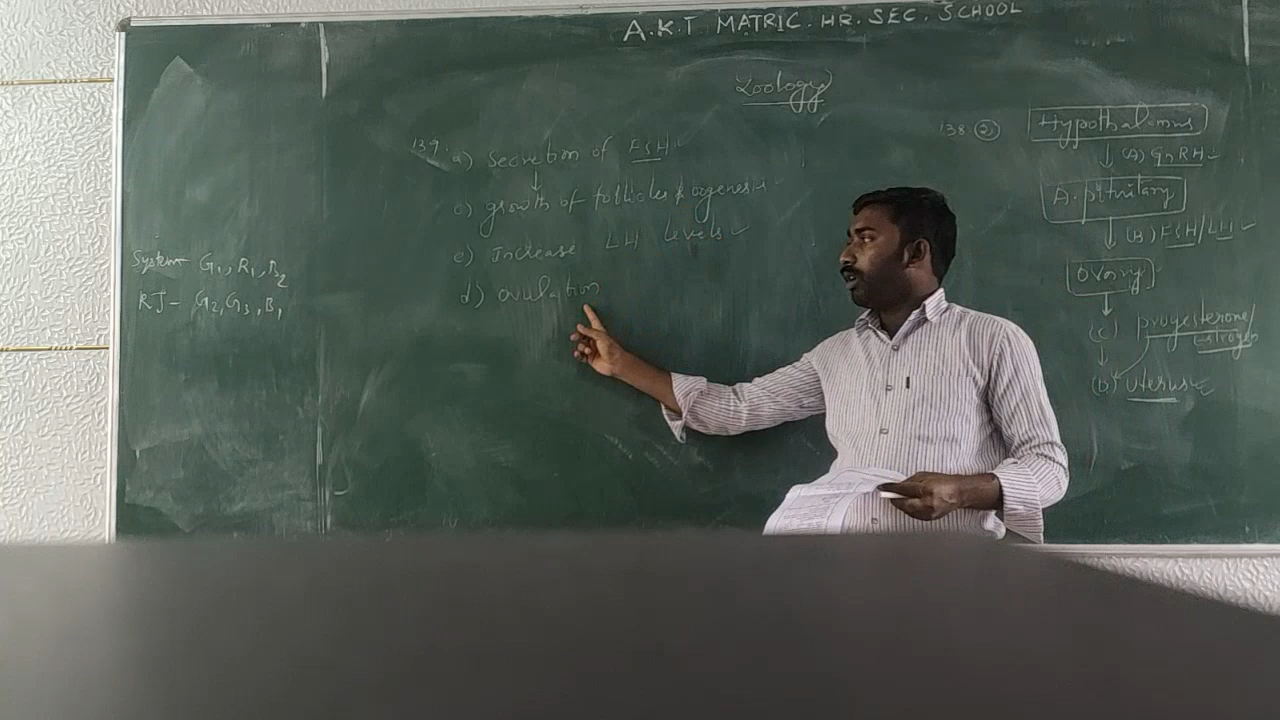 A.K.T MATRIC. HR. SEC. SCHOOL
Zoology
139. a) Secretion of FSH
↓
c) growth of follicles & oogenesis
e) Increase LH levels
d) ovulation
System - G1, R1, B2
RJ - G2, G3, B1
138 (2) Hypothalamus
↓ (A) GnRH
A. pituitary
↓ (B) FSH/LH
Ovary
↓
(C) progesterone/
Estrogen
↓
(D) Uterus